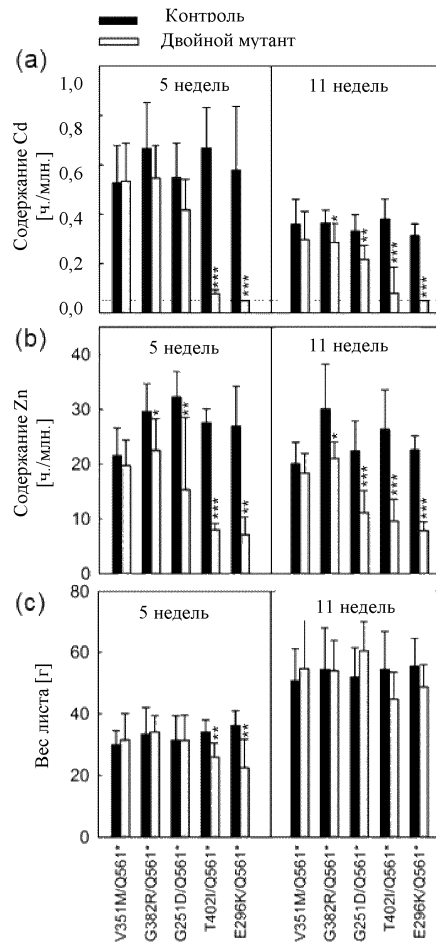 Контроль
Двойной мутант
(a)
5 недель
11 недель
Содержание Cd
[ч./млн.]
1,0
0,8
0,6
0,4
0,2
0,0
* ** *** ***
*** ***
(b)
5 недель
11 недель
Содержание Zn
[ч./млн.]
40
30
20
10
0
* ** *** **
* *** *** ***
(c)
5 недель
11 недель
Вес листа [г]
80
60
40
20
0
** **
V351M/Q561*
G382R/Q561*
G251D/Q561*
T402I/Q561*
E296K/Q561*
V351M/Q561*
G382R/Q561*
G251D/Q561*
T402I/Q561*
E296K/Q561*